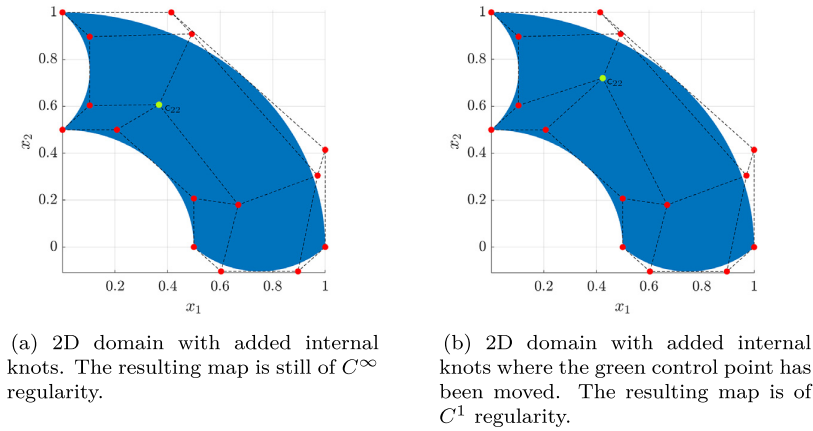 1
0.8
0.6
0.4
0.2
0
x₂
c₂₂
0.2
0.4
0.6
0.8
1
x₁
(a) 2D domain with added internal
knots. The resulting map is still of C^∞
regularity.
1
0.8
0.6
0.4
0.2
0
x₂
c₂₂
0.2
0.4
0.6
0.8
1
x₁
(b) 2D domain with added internal
knots where the green control point has
been moved. The resulting map is of
C¹ regularity.